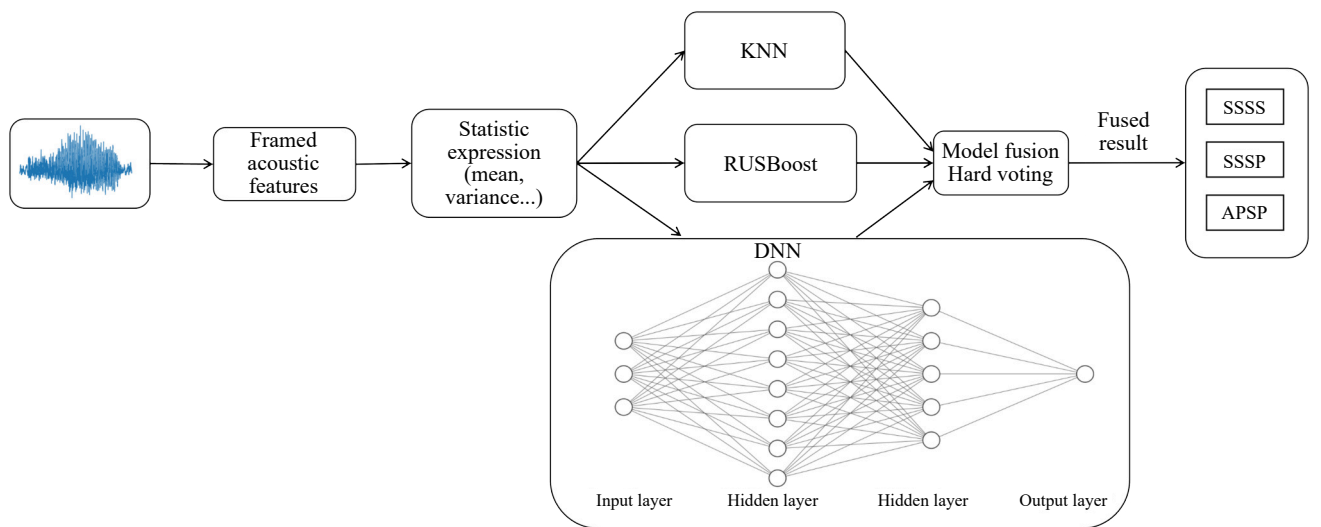 Framed
acoustic
features
Statistic
expression
(mean,
variance...)
KNN
RUSBoost
DNN
Input layer
Hidden layer
Hidden layer
Output layer
Model fusion
Hard voting
Fused
result
SSSS
SSSP
APSP